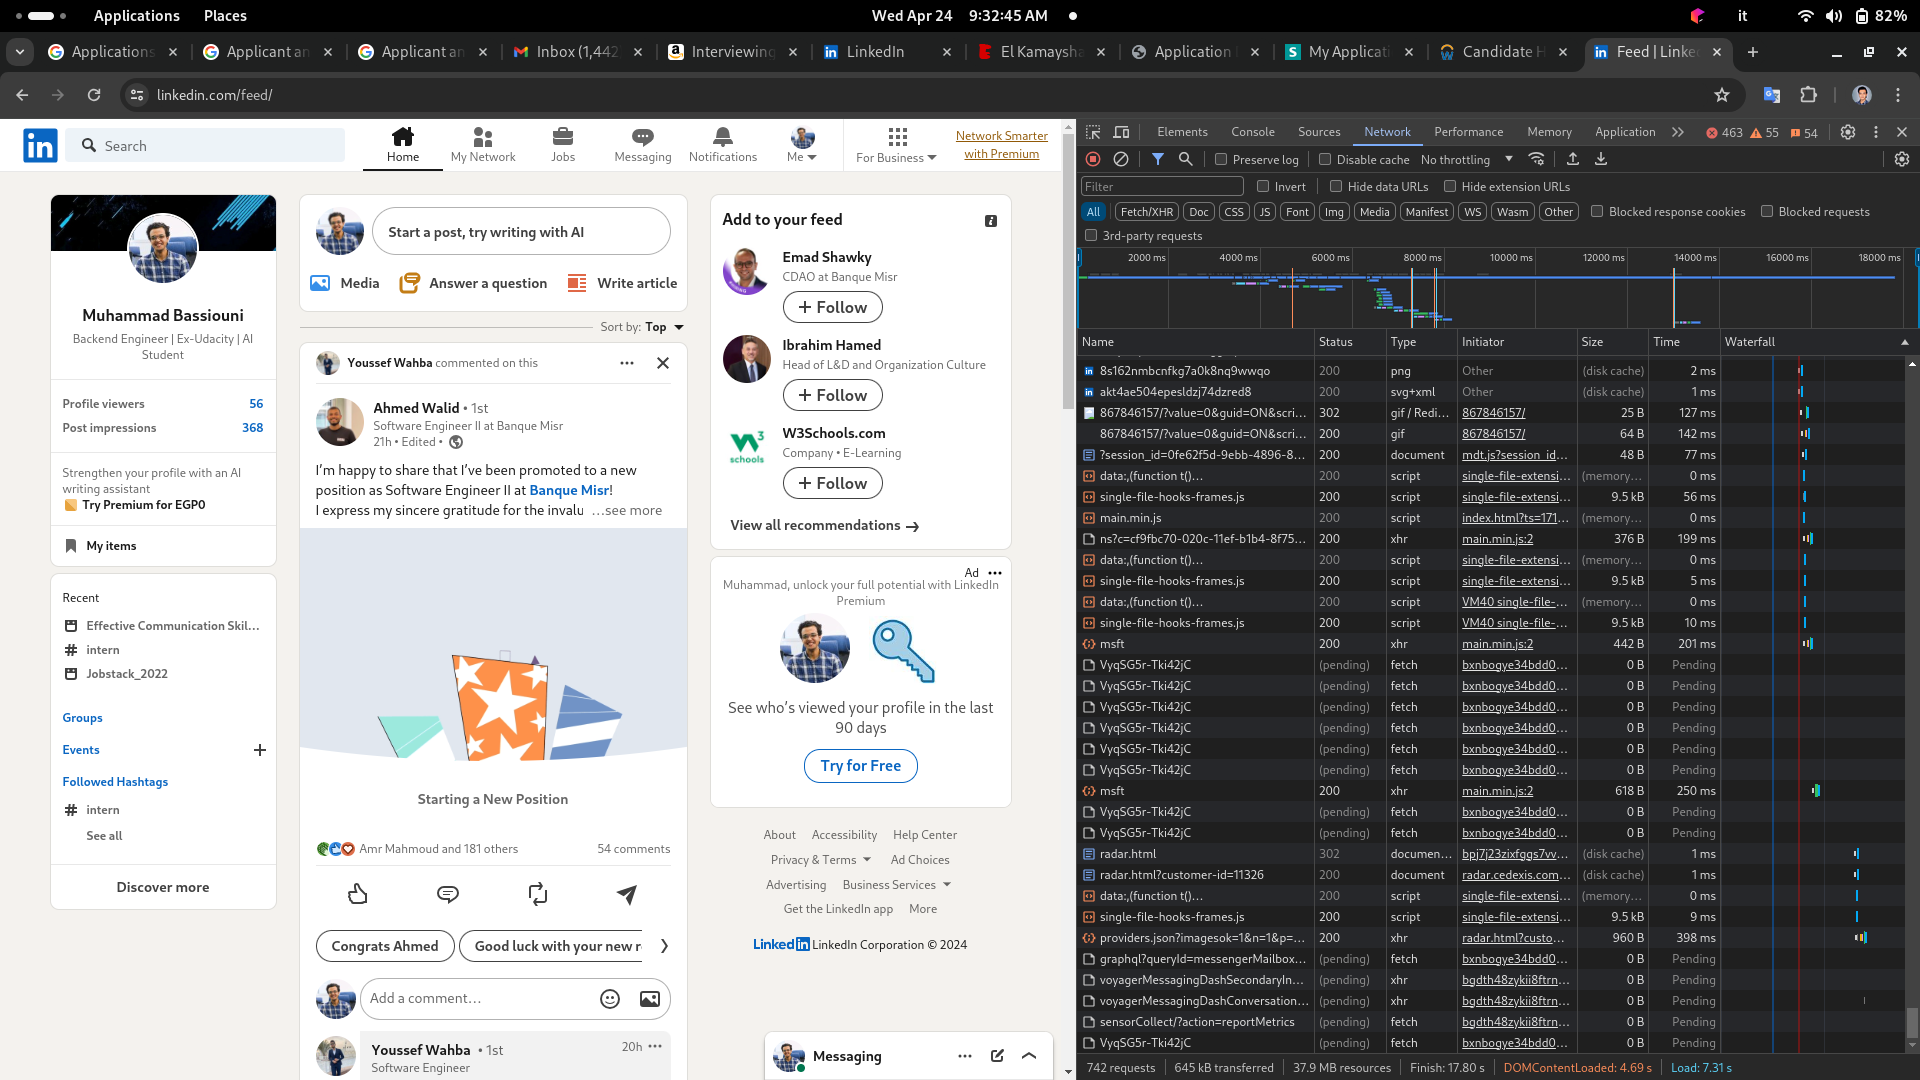 Applications Places
Wed Apr 24 9:32:45 AM
it 82%
Applications
Applicant an
Applicant an
Inbox (1,442
Interviewing
LinkedIn
El Kamaysha
Application
My Applicati
Candidate H
Feed | Linke
linkedin.com/feed/
Search
Home
My Network
Jobs
Messaging
Notifications
Me
For Business
Network Smarter
with Premium
Muhammad Bassiouni
Backend Engineer | Ex-Udacity | AI
Student
Profile viewers 56
Post impressions 368
Strengthen your profile with an AI
writing assistant
Try Premium for EGP0
My items
Recent
Effective Communication Skil...
# intern
Jobstack_2022
Groups
Events
Followed Hashtags
# intern
See all
Discover more
Start a post, try writing with AI
Media
Answer a question
Write article
Sort by: Top
Youssef Wahba commented on this
Ahmed Walid • 1st
Software Engineer II at Banque Misr
21h • Edited •
I'm happy to share that I've been promoted to a new
position as Software Engineer II at Banque Misr!
I express my sincere gratitude for the invalu ...see more
Starting a New Position
Amr Mahmoud and 181 others 54 comments
Congrats Ahmed
Good luck with your new r
Add a comment...
Youssef Wahba • 1st 20h
Software Engineer
Add to your feed
Emad Shawky
CDAO at Banque Misr
+ Follow
Ibrahim Hamed
Head of L&D and Organization Culture
+ Follow
W3Schools.com
Company • E-Learning
+ Follow
View all recommendations →
Ad
Muhammad, unlock your full potential with LinkedIn
Premium
See who's viewed your profile in the last
90 days
Try for Free
About Accessibility Help Center
Privacy & Terms Ad Choices
Advertising Business Services
Get the LinkedIn app More
LinkedIn LinkedIn Corporation © 2024
Messaging
Elements Console Sources Network Performance Memory Application 463 55 54
Preserve log Disable cache No throttling
Filter Invert Hide data URLs Hide extension URLs
All Fetch/XHR Doc CSS JS Font Img Media Manifest WS Wasm Other Blocked response cookies Blocked requests
3rd-party requests
2000 ms 4000 ms 6000 ms 8000 ms 10000 ms 12000 ms 14000 ms 16000 ms 18000 ms
Name Status Type Initiator Size Time Waterfall
8s162nmbcnfkg7a0k8nq9wwqo 200 png Other (disk cache) 2 ms
akt4ae504epesldzj74dzred8 200 svg+xml Other (disk cache) 1 ms
867846157/?value=0&guid=ON&scri... 302 gif / Redi... 867846157/ 25 B 127 ms
867846157/?value=0&guid=ON&scri... 200 gif 867846157/ 64 B 142 ms
?session_id=0fe62f5d-9ebb-4896-8... 200 document mdt.js?session_id... 48 B 77 ms
data:,(function t()... 200 script single-file-extensi... (memory... 0 ms
single-file-hooks-frames.js 200 script single-file-extensi... 9.5 kB 56 ms
main.min.js 200 script index.html?ts=171... (memory... 0 ms
ns?c=cf9fbc70-020c-11ef-b1b4-8f75... 200 xhr main.min.js:2 376 B 199 ms
data:,(function t()... 200 script single-file-extensi... (memory... 0 ms
single-file-hooks-frames.js 200 script single-file-extensi... 9.5 kB 5 ms
data:,(function t()... 200 script VM40 single-file-... (memory... 0 ms
single-file-hooks-frames.js 200 script VM40 single-file-... 9.5 kB 10 ms
msft 200 xhr main.min.js:2 442 B 201 ms
VyqSG5r-Tki42jC (pending) fetch bxnbogye34bdd0... 0 B Pending
VyqSG5r-Tki42jC (pending) fetch bxnbogye34bdd0... 0 B Pending
VyqSG5r-Tki42jC (pending) fetch bxnbogye34bdd0... 0 B Pending
VyqSG5r-Tki42jC (pending) fetch bxnbogye34bdd0... 0 B Pending
VyqSG5r-Tki42jC (pending) fetch bxnbogye34bdd0... 0 B Pending
VyqSG5r-Tki42jC (pending) fetch bxnbogye34bdd0... 0 B Pending
msft 200 xhr main.min.js:2 618 B 250 ms
VyqSG5r-Tki42jC (pending) fetch bxnbogye34bdd0... 0 B Pending
VyqSG5r-Tki42jC (pending) fetch bxnbogye34bdd0... 0 B Pending
radar.html 302 documen... bpj7j23zixfggs7vv... (disk cache) 1 ms
radar.html?customer-id=11326 200 document radar.cedexis.com... (disk cache) 1 ms
data:,(function t()... 200 script single-file-extensi... (memory... 0 ms
single-file-hooks-frames.js 200 script single-file-extensi... 9.5 kB 9 ms
providers.json?imagesok=1&n=1&p=... 200 xhr radar.html?custo... 960 B 398 ms
graphql?queryId=messengerMailbox... (pending) fetch bxnbogye34bdd0... 0 B Pending
voyagerMessagingDashSecondaryIn... (pending) xhr bgdth48zykii8ftrn... 0 B Pending
voyagerMessagingDashConversation... (pending) xhr bgdth48zykii8ftrn... 0 B Pending
sensorCollect/?action=reportMetrics (pending) fetch bgdth48zykii8ftrn... 0 B Pending
VyqSG5r-Tki42jC (pending) fetch bxnbogye34bdd0... 0 B Pending
742 requests 645 kB transferred 37.9 MB resources Finish: 17.80 s DOMContentLoaded: 4.69 s Load: 7.31 s